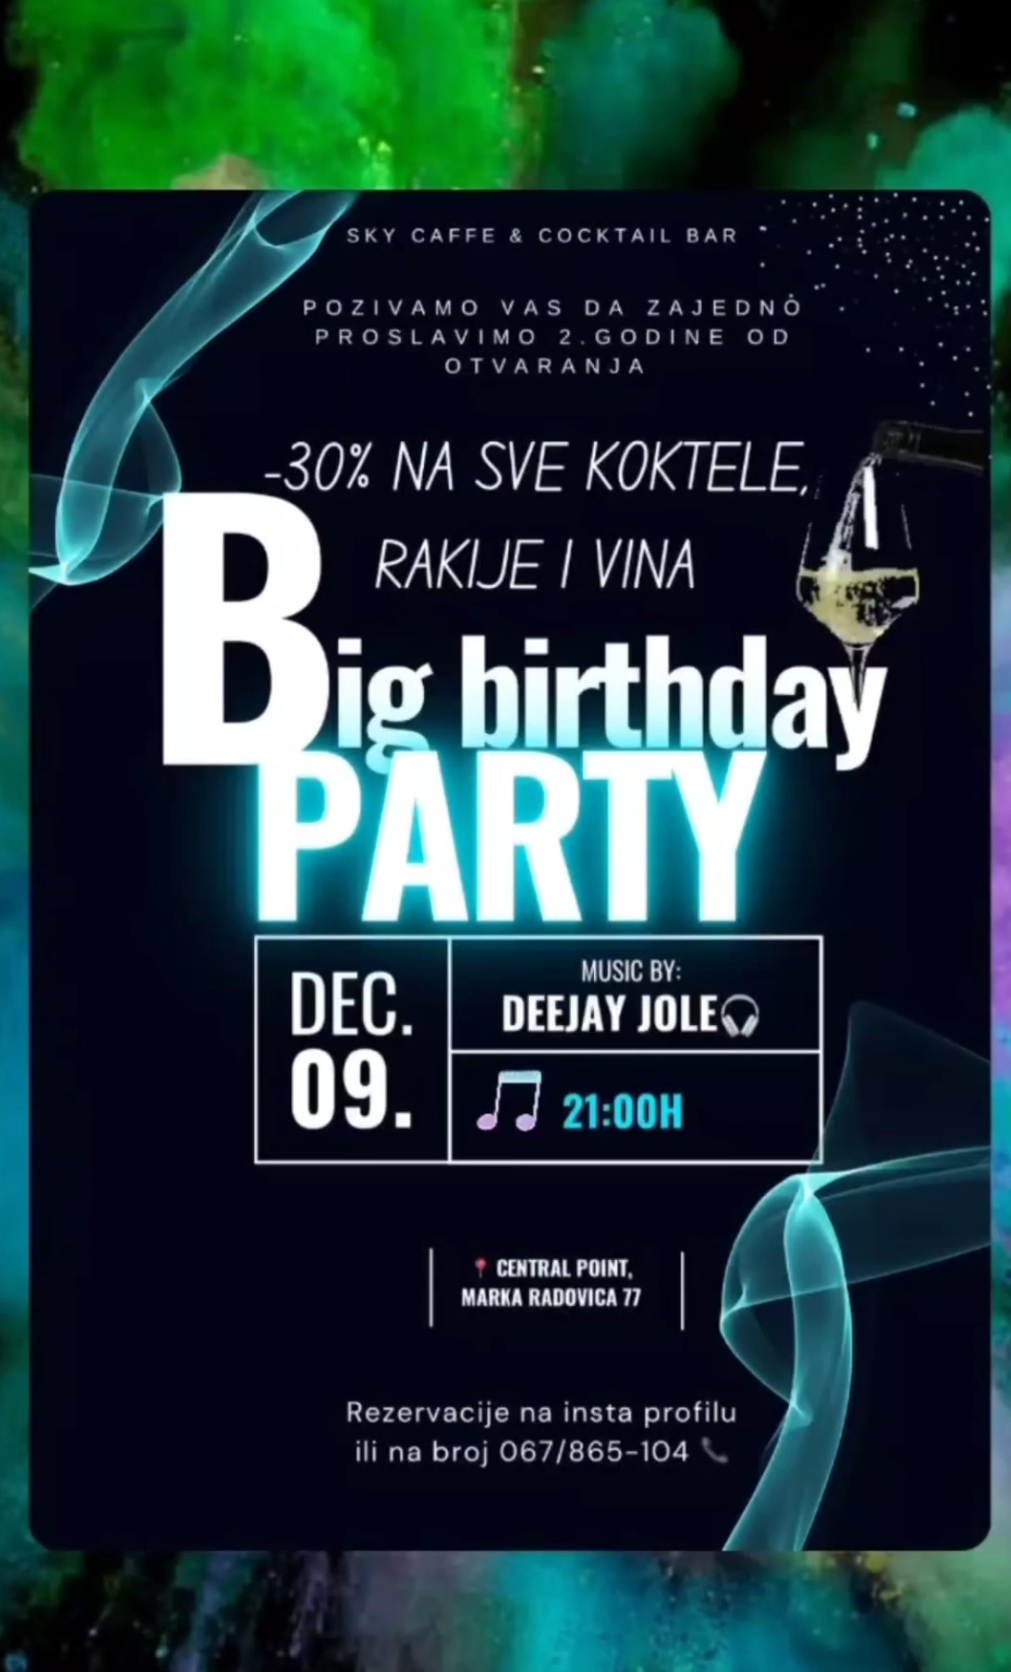 SKY CAFFE & COCKTAIL BAR
POZIVAMO VAS DA ZAJEDNO
PROSLAVIMO 2.GODINE OD
OTVARANJA
-30% NA SVE KOKTELE,
RAKIJE I VINA
Big birthday
PARTY
DEC.
09.
MUSIC BY:
DEEJAY JOLE🎧
🎵 21:00H
📍 CENTRAL POINT,
MARKA RADOVICA 77
Rezervacije na insta profilu
ili na broj 067/865-104 📞